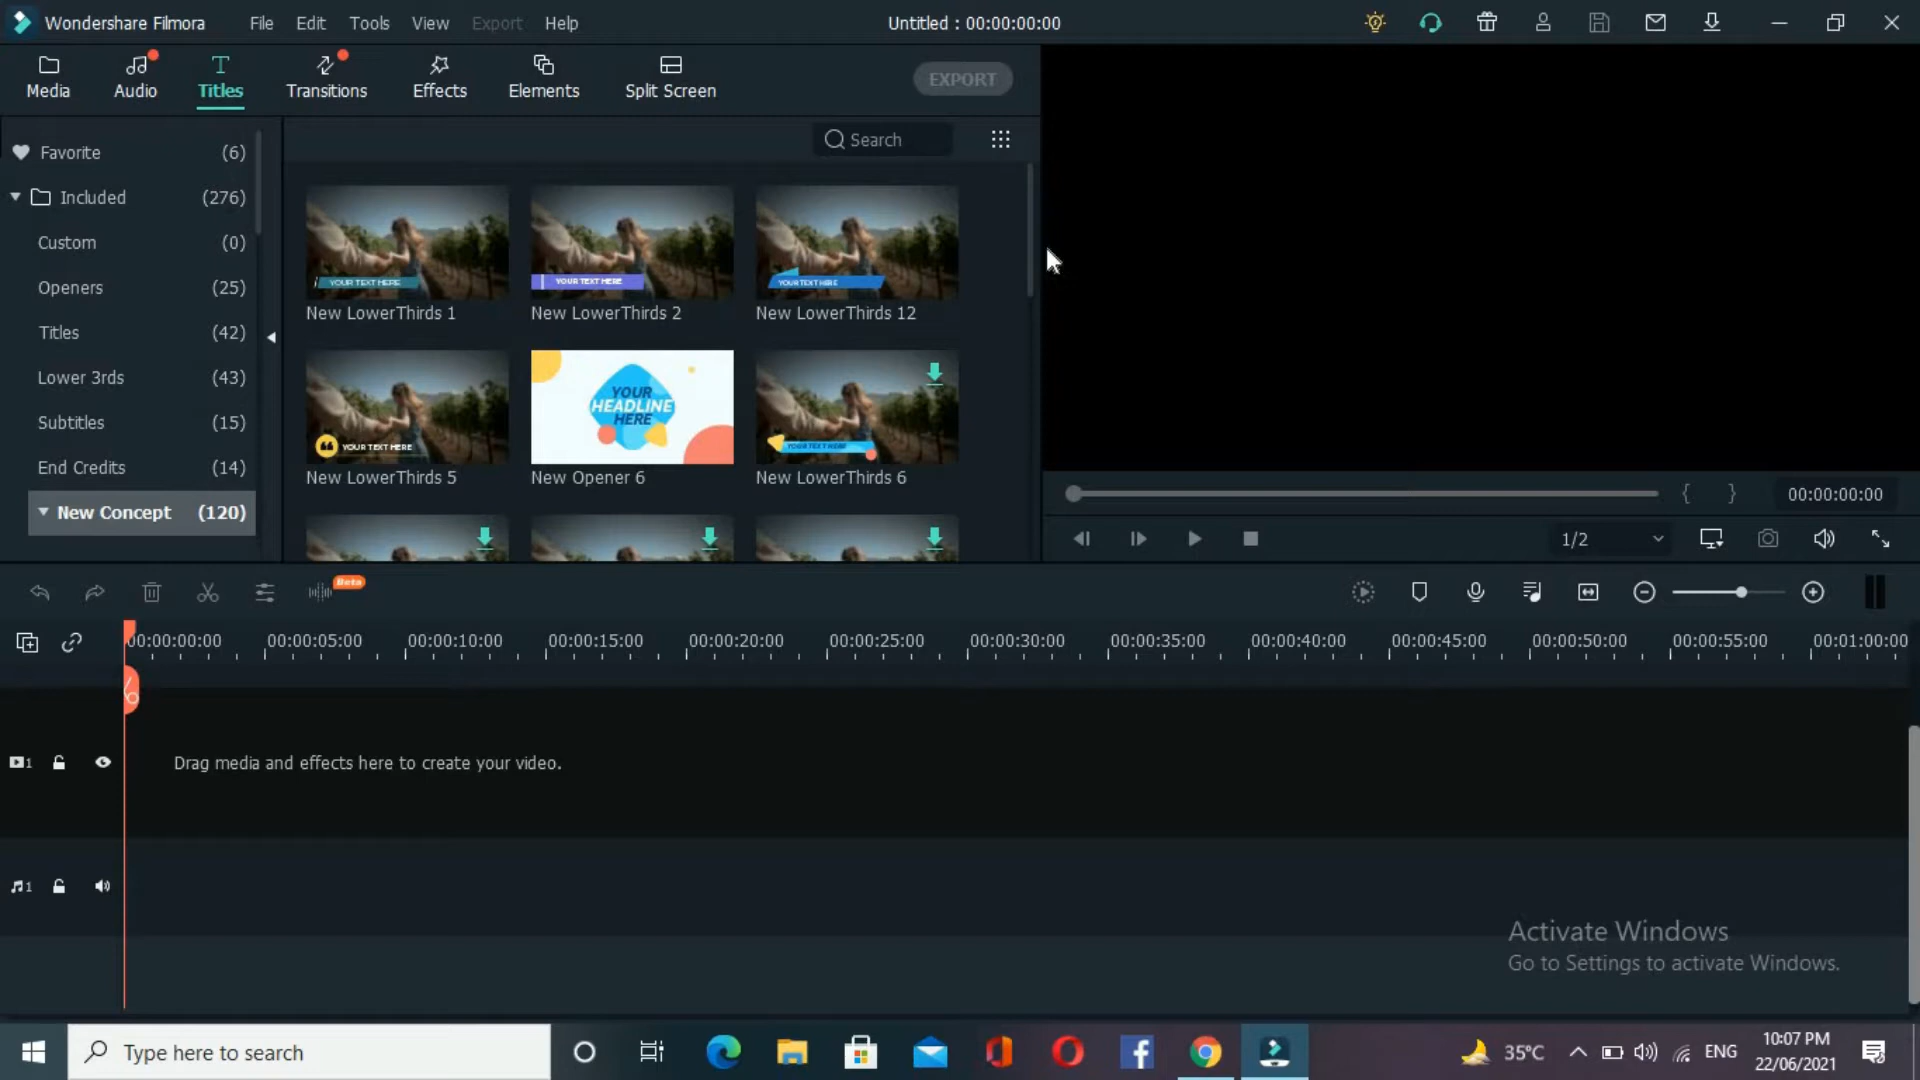 Wondershare Filmora File Edit Tools View Export Help Untitled : 00:00:00:00
Media Audio Titles Transitions Effects Elements Split Screen EXPORT
Search
Favorite (6)
Included (276)
Custom (0)
Openers (25)
Titles (42)
Lower 3rds (43)
Subtitles (15)
End Credits (14)
New Concept (120)
YOUR TEXT HERE
New LowerThirds 1
YOUR TEXT HERE
New LowerThirds 2
YOUR TEXT HERE
New LowerThirds 12
YOUR TEXT HERE
New LowerThirds 5
YOUR
HEADLINE
HERE
New Opener 6
YOUR TEXT HERE
New LowerThirds 6
{ } 00:00:00:00
1/2
Beta
00:00:00:00 00:00:05:00 00:00:10:00 00:00:15:00 00:00:20:00 00:00:25:00 00:00:30:00 00:00:35:00 00:00:40:00 00:00:45:00 00:00:50:00 00:00:55:00 00:01:00:00
1 Drag media and effects here to create your video.
1
Activate Windows
Go to Settings to activate Windows.
Type here to search
35°C ENG
10:07 PM
22/06/2021